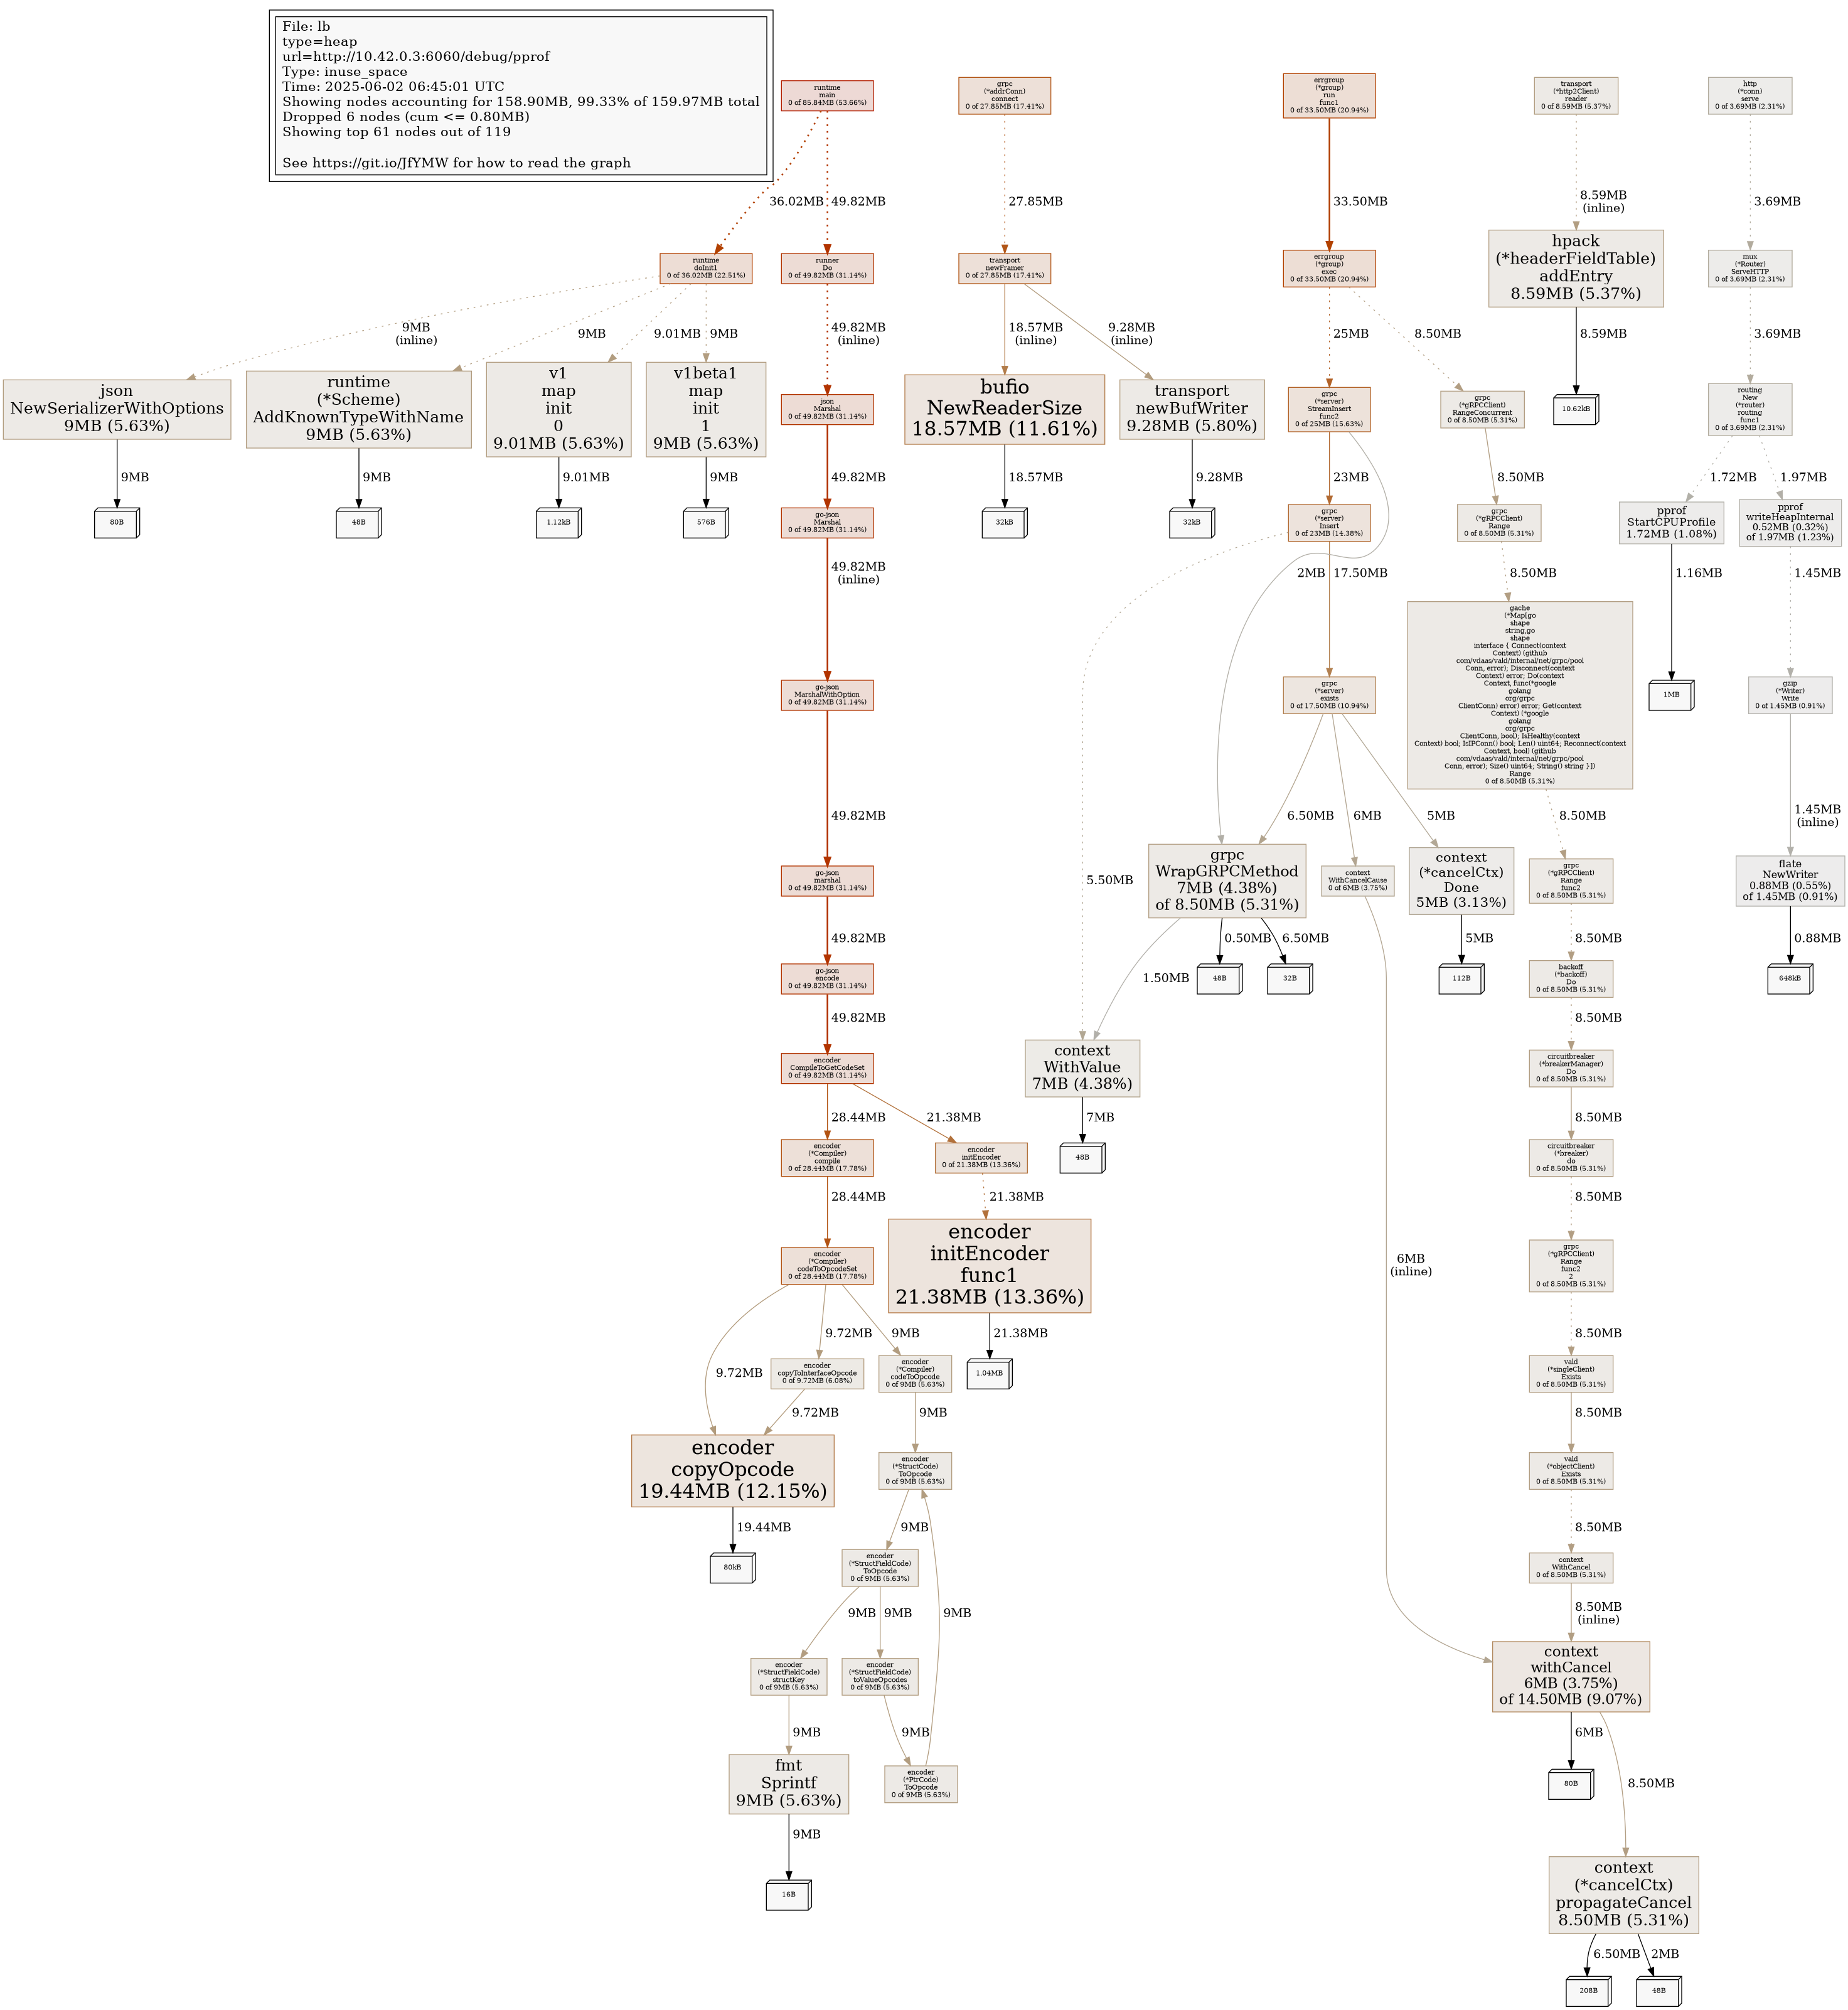 File: lb
type=heap
url=http://10.42.0.3:6060/debug/pprof
Type: inuse_space
Time: 2025-06-02 06:45:01 UTC
Showing nodes accounting for 158.90MB, 99.33% of 159.97MB total
Dropped 6 nodes (cum <= 0.80MB)
Showing top 61 nodes out of 119
See https://git.io/JfYMW for how to read the graph
runtime
main
0 of 85.84MB (53.66%)
grpc
(*addrConn)
connect
0 of 27.85MB (17.41%)
errgroup
(*group)
run
func1
0 of 33.50MB (20.94%)
transport
(*http2Client)
reader
0 of 8.59MB (5.37%)
http
(*conn)
serve
0 of 3.69MB (2.31%)
36.02MB
49.82MB
27.85MB
33.50MB
8.59MB
(inline)
3.69MB
runtime
doInit1
0 of 36.02MB (22.51%)
runner
Do
0 of 49.82MB (31.14%)
transport
newFramer
0 of 27.85MB (17.41%)
errgroup
(*group)
exec
0 of 33.50MB (20.94%)
hpack
(*headerFieldTable)
addEntry
8.59MB (5.37%)
mux
(*Router)
ServeHTTP
0 of 3.69MB (2.31%)
9MB
(inline)
9MB
9.01MB
9MB
49.82MB
(inline)
18.57MB
(inline)
9.28MB
(inline)
25MB
8.50MB
8.59MB
3.69MB
json
NewSerializerWithOptions
9MB (5.63%)
runtime
(*Scheme)
AddKnownTypeWithName
9MB (5.63%)
v1
map
init
0
9.01MB (5.63%)
v1beta1
map
init
1
9MB (5.63%)
json
Marshal
0 of 49.82MB (31.14%)
bufio
NewReaderSize
18.57MB (11.61%)
transport
newBufWriter
9.28MB (5.80%)
grpc
(*server)
StreamInsert
func2
0 of 25MB (15.63%)
grpc
(*gRPCClient)
RangeConcurrent
0 of 8.50MB (5.31%)
10.62kB
routing
New
(*router)
routing
func1
0 of 3.69MB (2.31%)
9MB
9MB
9.01MB
9MB
49.82MB
18.57MB
9.28MB
23MB
8.50MB
1.72MB
1.97MB
80B
48B
1.12kB
576B
go-json
Marshal
0 of 49.82MB (31.14%)
32kB
32kB
grpc
(*server)
Insert
0 of 23MB (14.38%)
grpc
(*gRPCClient)
Range
0 of 8.50MB (5.31%)
pprof
StartCPUProfile
1.72MB (1.08%)
pprof
writeHeapInternal
0.52MB (0.32%)
of 1.97MB (1.23%)
49.82MB
(inline)
2MB
17.50MB
8.50MB
1.16MB
1.45MB
go-json
MarshalWithOption
0 of 49.82MB (31.14%)
grpc
(*server)
exists
0 of 17.50MB (10.94%)
gache
(*Map[go
shape
string,go
shape
interface { Connect(context
Context) (github
com/vdaas/vald/internal/net/grpc/pool
Conn, error); Disconnect(context
Context) error; Do(context
Context, func(*google
golang
org/grpc
ClientConn) error) error; Get(context
Context) (*google
golang
org/grpc
ClientConn, bool); IsHealthy(context
Context) bool; IsIPConn() bool; Len() uint64; Reconnect(context
Context, bool) (github
com/vdaas/vald/internal/net/grpc/pool
Conn, error); Size() uint64; String() string }])
Range
0 of 8.50MB (5.31%)
1MB
gzip
(*Writer)
Write
0 of 1.45MB (0.91%)
49.82MB
6.50MB
6MB
5MB
8.50MB
1.45MB
(inline)
go-json
marshal
0 of 49.82MB (31.14%)
5.50MB
grpc
WrapGRPCMethod
7MB (4.38%)
of 8.50MB (5.31%)
context
WithCancelCause
0 of 6MB (3.75%)
context
(*cancelCtx)
Done
5MB (3.13%)
grpc
(*gRPCClient)
Range
func2
0 of 8.50MB (5.31%)
flate
NewWriter
0.88MB (0.55%)
of 1.45MB (0.91%)
49.82MB
0.50MB
6.50MB
5MB
8.50MB
0.88MB
go-json
encode
0 of 49.82MB (31.14%)
1.50MB
48B
32B
112B
backoff
(*backoff)
Do
0 of 8.50MB (5.31%)
648kB
49.82MB
8.50MB
encoder
CompileToGetCodeSet
0 of 49.82MB (31.14%)
context
WithValue
7MB (4.38%)
circuitbreaker
(*breakerManager)
Do
0 of 8.50MB (5.31%)
28.44MB
21.38MB
7MB
8.50MB
encoder
(*Compiler)
compile
0 of 28.44MB (17.78%)
encoder
initEncoder
0 of 21.38MB (13.36%)
48B
circuitbreaker
(*breaker)
do
0 of 8.50MB (5.31%)
28.44MB
21.38MB
8.50MB
encoder
(*Compiler)
codeToOpcodeSet
0 of 28.44MB (17.78%)
encoder
initEncoder
func1
21.38MB (13.36%)
6MB
(inline)
grpc
(*gRPCClient)
Range
func2
2
0 of 8.50MB (5.31%)
9.72MB
9.72MB
9MB
21.38MB
8.50MB
encoder
copyToInterfaceOpcode
0 of 9.72MB (6.08%)
encoder
(*Compiler)
codeToOpcode
0 of 9MB (5.63%)
1.04MB
vald
(*singleClient)
Exists
0 of 8.50MB (5.31%)
9.72MB
9MB
8.50MB
encoder
copyOpcode
19.44MB (12.15%)
encoder
(*StructCode)
ToOpcode
0 of 9MB (5.63%)
vald
(*objectClient)
Exists
0 of 8.50MB (5.31%)
19.44MB
9MB
8.50MB
80kB
encoder
(*StructFieldCode)
ToOpcode
0 of 9MB (5.63%)
context
WithCancel
0 of 8.50MB (5.31%)
9MB
9MB
9MB
8.50MB
(inline)
encoder
(*StructFieldCode)
structKey
0 of 9MB (5.63%)
encoder
(*StructFieldCode)
toValueOpcodes
0 of 9MB (5.63%)
context
withCancel
6MB (3.75%)
of 14.50MB (9.07%)
9MB
9MB
6MB
8.50MB
fmt
Sprintf
9MB (5.63%)
encoder
(*PtrCode)
ToOpcode
0 of 9MB (5.63%)
80B
9MB
16B
context
(*cancelCtx)
propagateCancel
8.50MB (5.31%)
6.50MB
2MB
208B
48B